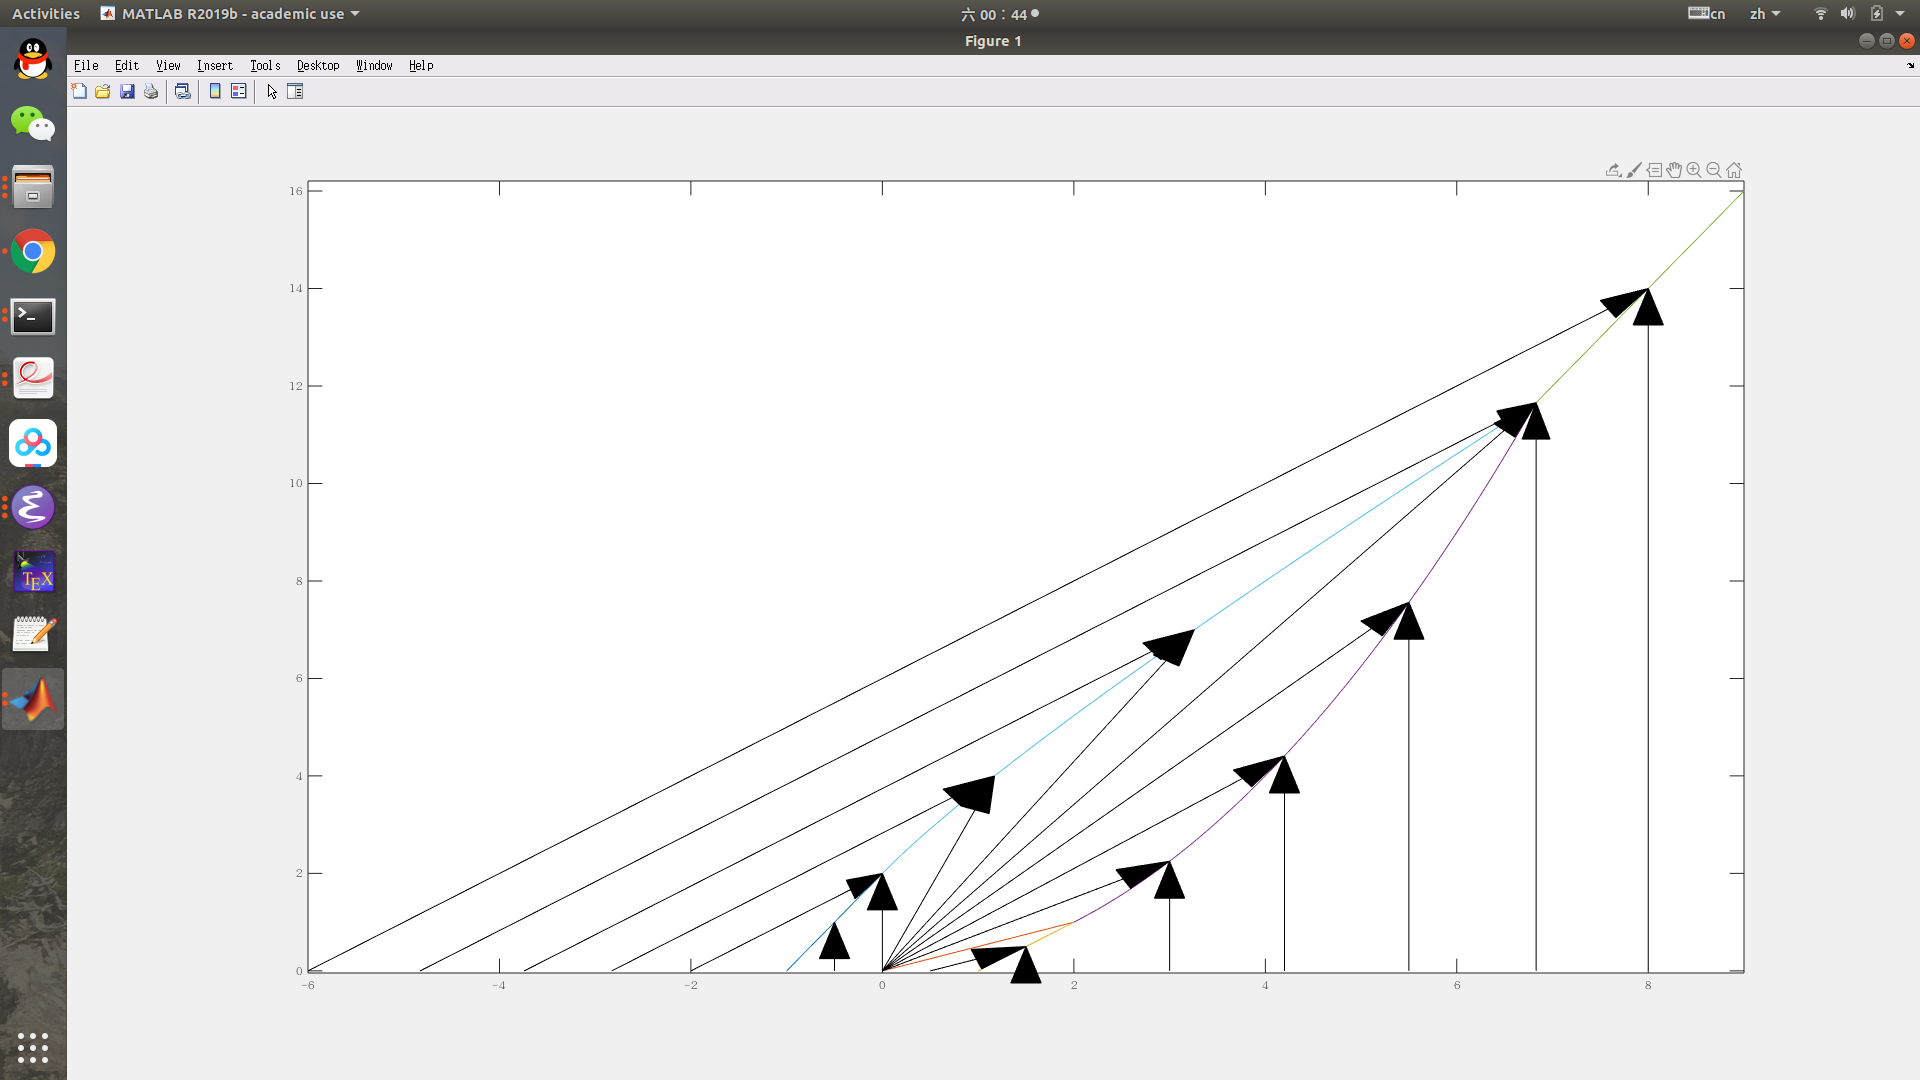 Activities MATLAB R2019b - academic use 六 00：44 cn zh
Figure 1
File Edit View Insert Tools Desktop Window Help
16
14
12
10
8
6
4
2
0
-6 -4 -2 0 2 4 6 8
TEX